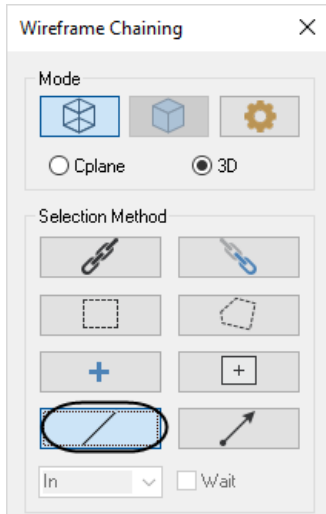 Wireframe Chaining
Mode
Cplane
3D
Selection Method
In
Wait